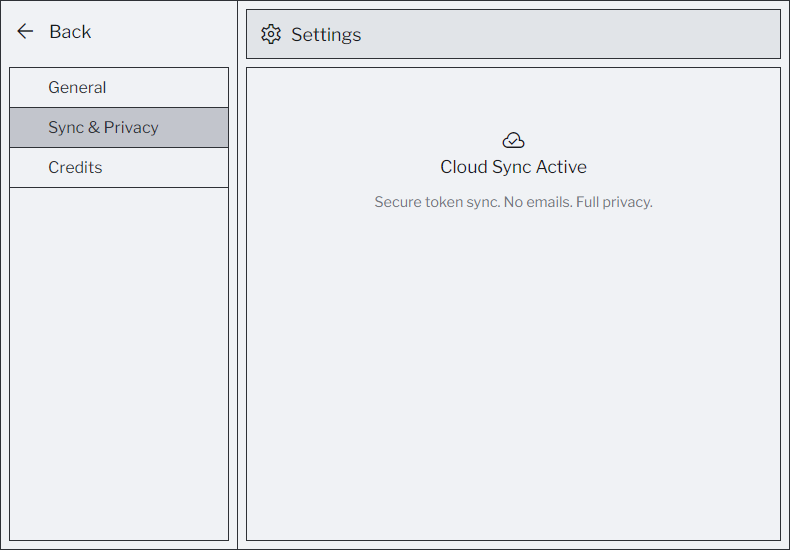 Back
General
Sync & Privacy
Credits
Settings
Cloud Sync Active
Secure token sync. No emails. Full privacy.